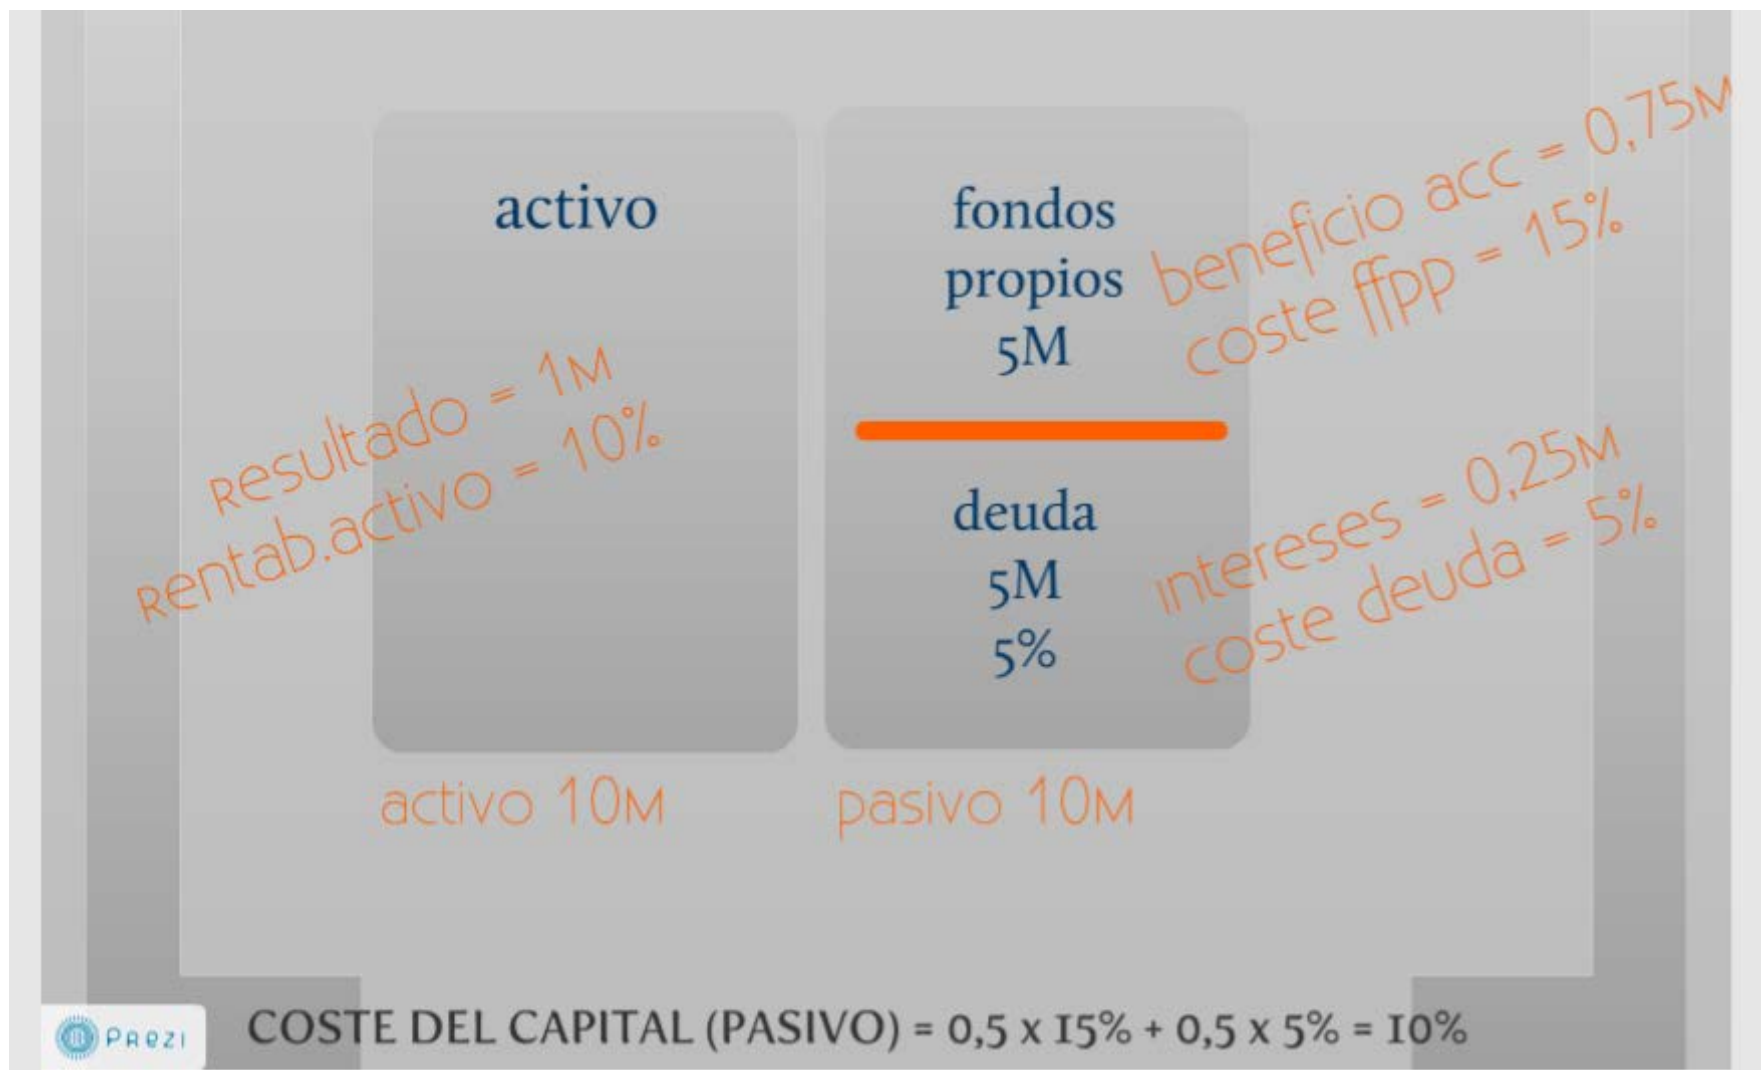 activo
resultado = 1M
rentab.activo = 10%
activo 10M
fondos
propios
5M
beneficio acc = 0,75M
coste ffpp = 15%
deuda
5M
5%
intereses = 0,25M
coste deuda = 5%
pasivo 10M
COSTE DEL CAPITAL (PASIVO) = 0,5 x 15% + 0,5 x 5% = 10%
Prezi